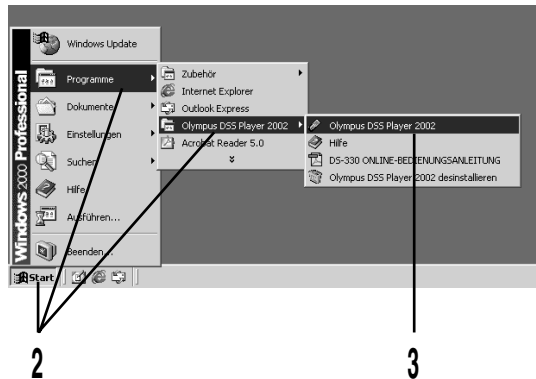 Windows Update
Programme
Dokumente
Einstellungen
Suchen
Hilfe
Ausführen...
Beenden...
Windows 2000 Professional
Zubehör
Internet Explorer
Outlook Express
Olympus DSS Player 2002
Acrobat Reader 5.0
Olympus DSS Player 2002
Hilfe
DS-330 ONLINE-BEDIENUNGSANLEITUNG
Olympus DSS Player 2002 desinstallieren
Start
2
3